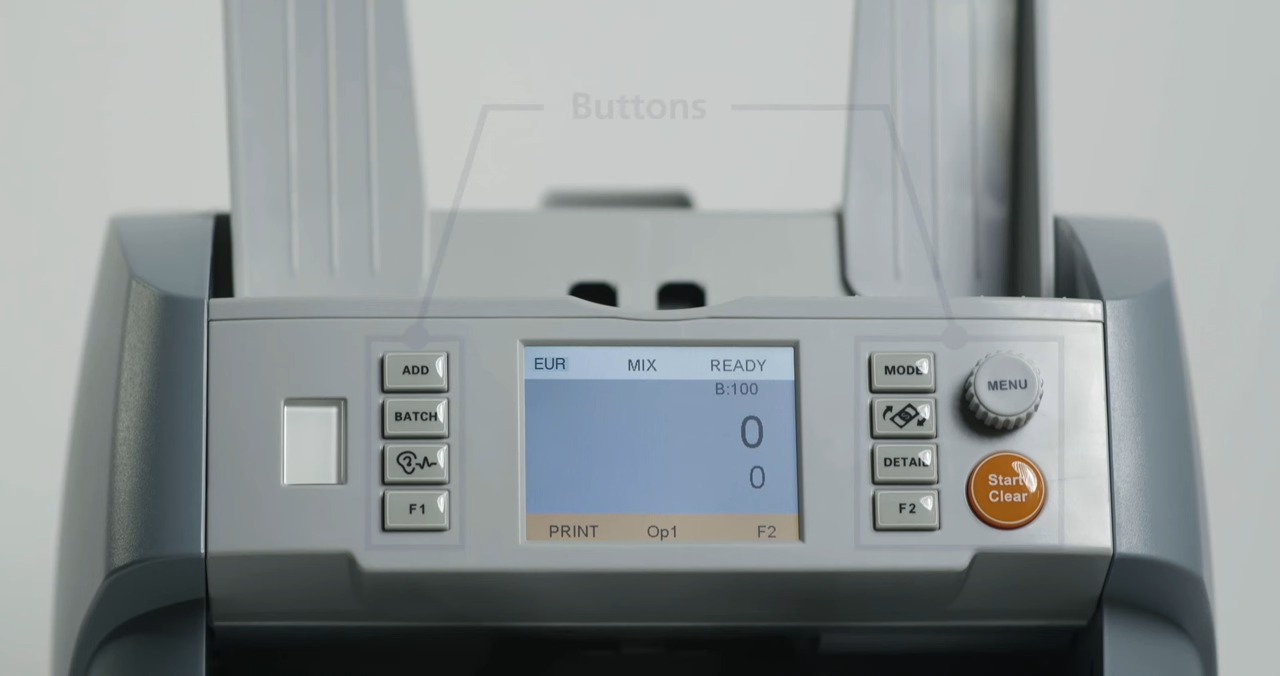 Buttons
ADD
BATCH
F1
EUR MIX READY
B:100
0
0
PRINT Op1 F2
MODE
DETAIL
F2
MENU
Start/
Clear